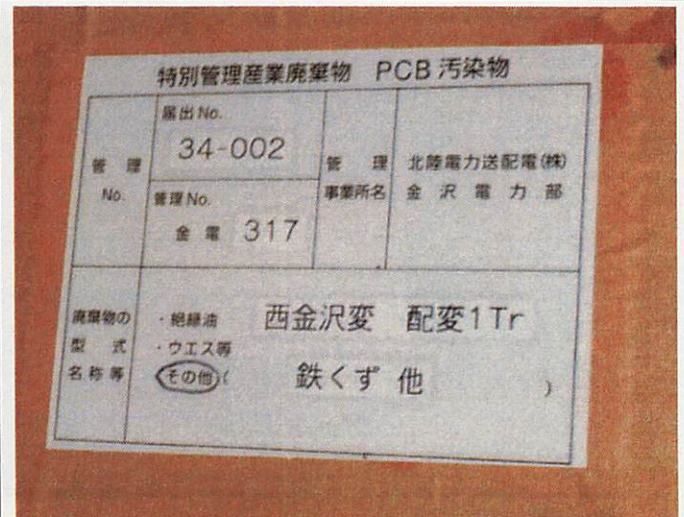 特別管理産業廃棄物 PCB汚染物
管理No.
届出No.
34-002
管理No.
金電 317
管理事業所名
北陸電力送配電(株)
金沢電力部
廃棄物の
型式
名称等
・絶縁油 西金沢変 配変1Tr
・ウエス等
・その他( 鉄くず 他 )